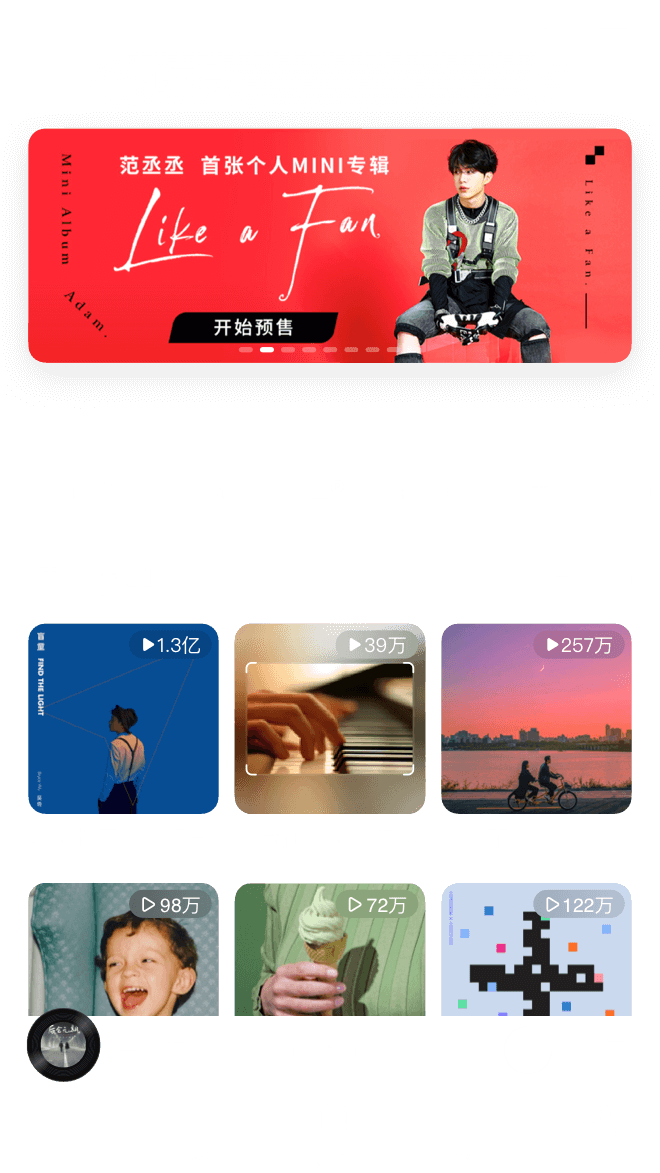 范丞丞 首张个人MINI专辑
Like a Fan.
Mini Album
Adam.
Like a Fan.
开始预售
1.3亿
FIND THE LIGHT
39万
257万
98万
72万
122万